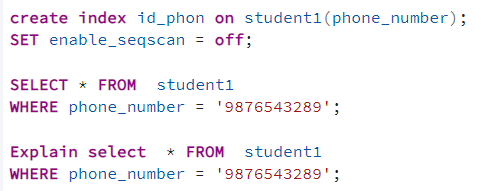 create index id_phon on student1(phone_number);
SET enable_seqscan = off;
SELECT * FROM  student1
WHERE phone_number = '9876543289';
Explain select  * FROM  student1
WHERE phone_number = '9876543289';